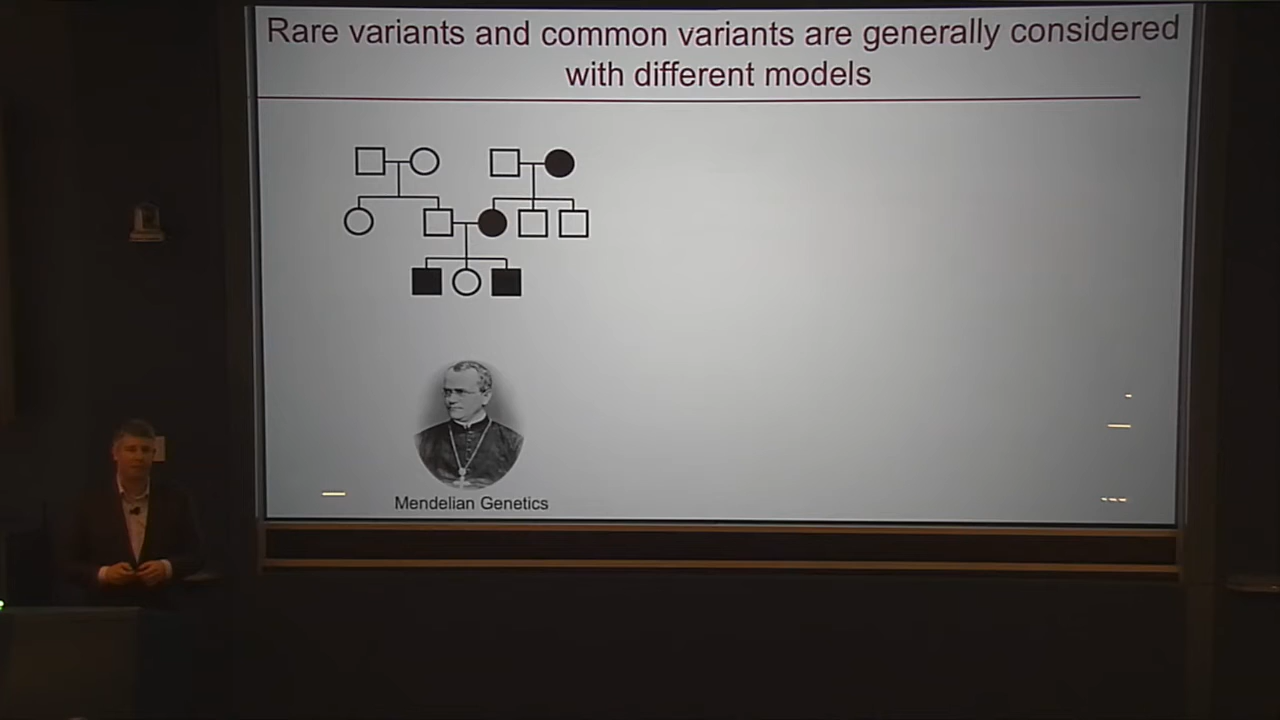 Rare variants and common variants are generally considered
with different models
Mendelian Genetics